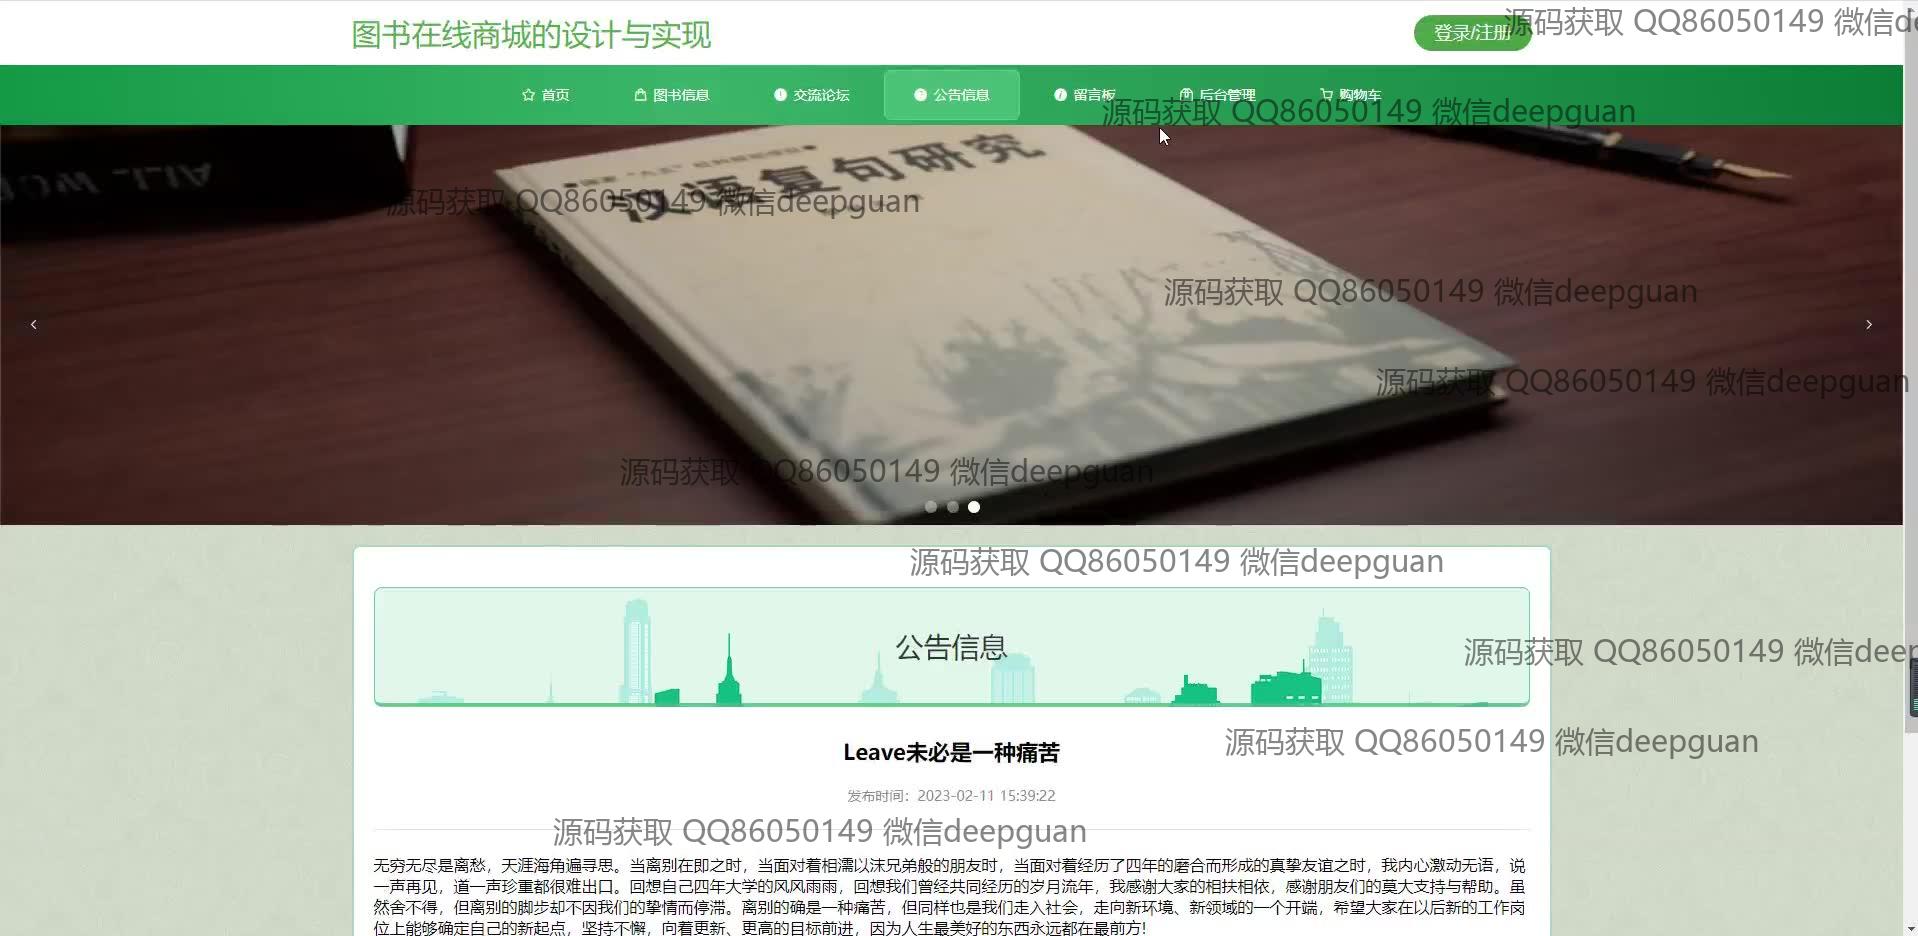 图书在线商城的设计与实现
登录/注册
源码获取 QQ86050149 微信d
首页
图书信息
交流论坛
公告信息
留言板
后台管理
购物车
源码获取 QQ86050149 微信deepguan
汉语复句研究
源码获取 QQ86050149 微信deepguan
源码获取 QQ86050149 微信deepguan
源码获取 QQ86050149 微信deepguan
源码获取 QQ86050149 微信deepguan
源码获取 QQ86050149 微信deepguan
公告信息
源码获取 QQ86050149 微信deep
源码获取 QQ86050149 微信deepguan
Leave未必是一种痛苦
发布时间：2023-02-11 15:39:22
源码获取 QQ86050149 微信deepguan
无穷无尽是离愁，天涯海角遍寻思。当离别在即之时，当面对着相濡以沫兄弟般的朋友时，当面对着经历了四年的磨合而形成的真挚友谊之时，我内心激动无语，说
一声再见，道一声珍重都很难出口。回想自己四年大学的风风雨雨，回想我们曾经共同经历的岁月流年，我感谢大家的相扶相依，感谢朋友们的莫大支持与帮助。虽
然舍不得，但离别的脚步却不因我们的挚情而停滞。离别的确是一种痛苦，但同样也是我们走入社会，走向新环境、新领域的一个开端，希望大家在以后新的工作岗
位上能够确定自己的新起点，坚持不懈，向着更新、更高的目标前进，因为人生最美好的东西永远都在最前方!